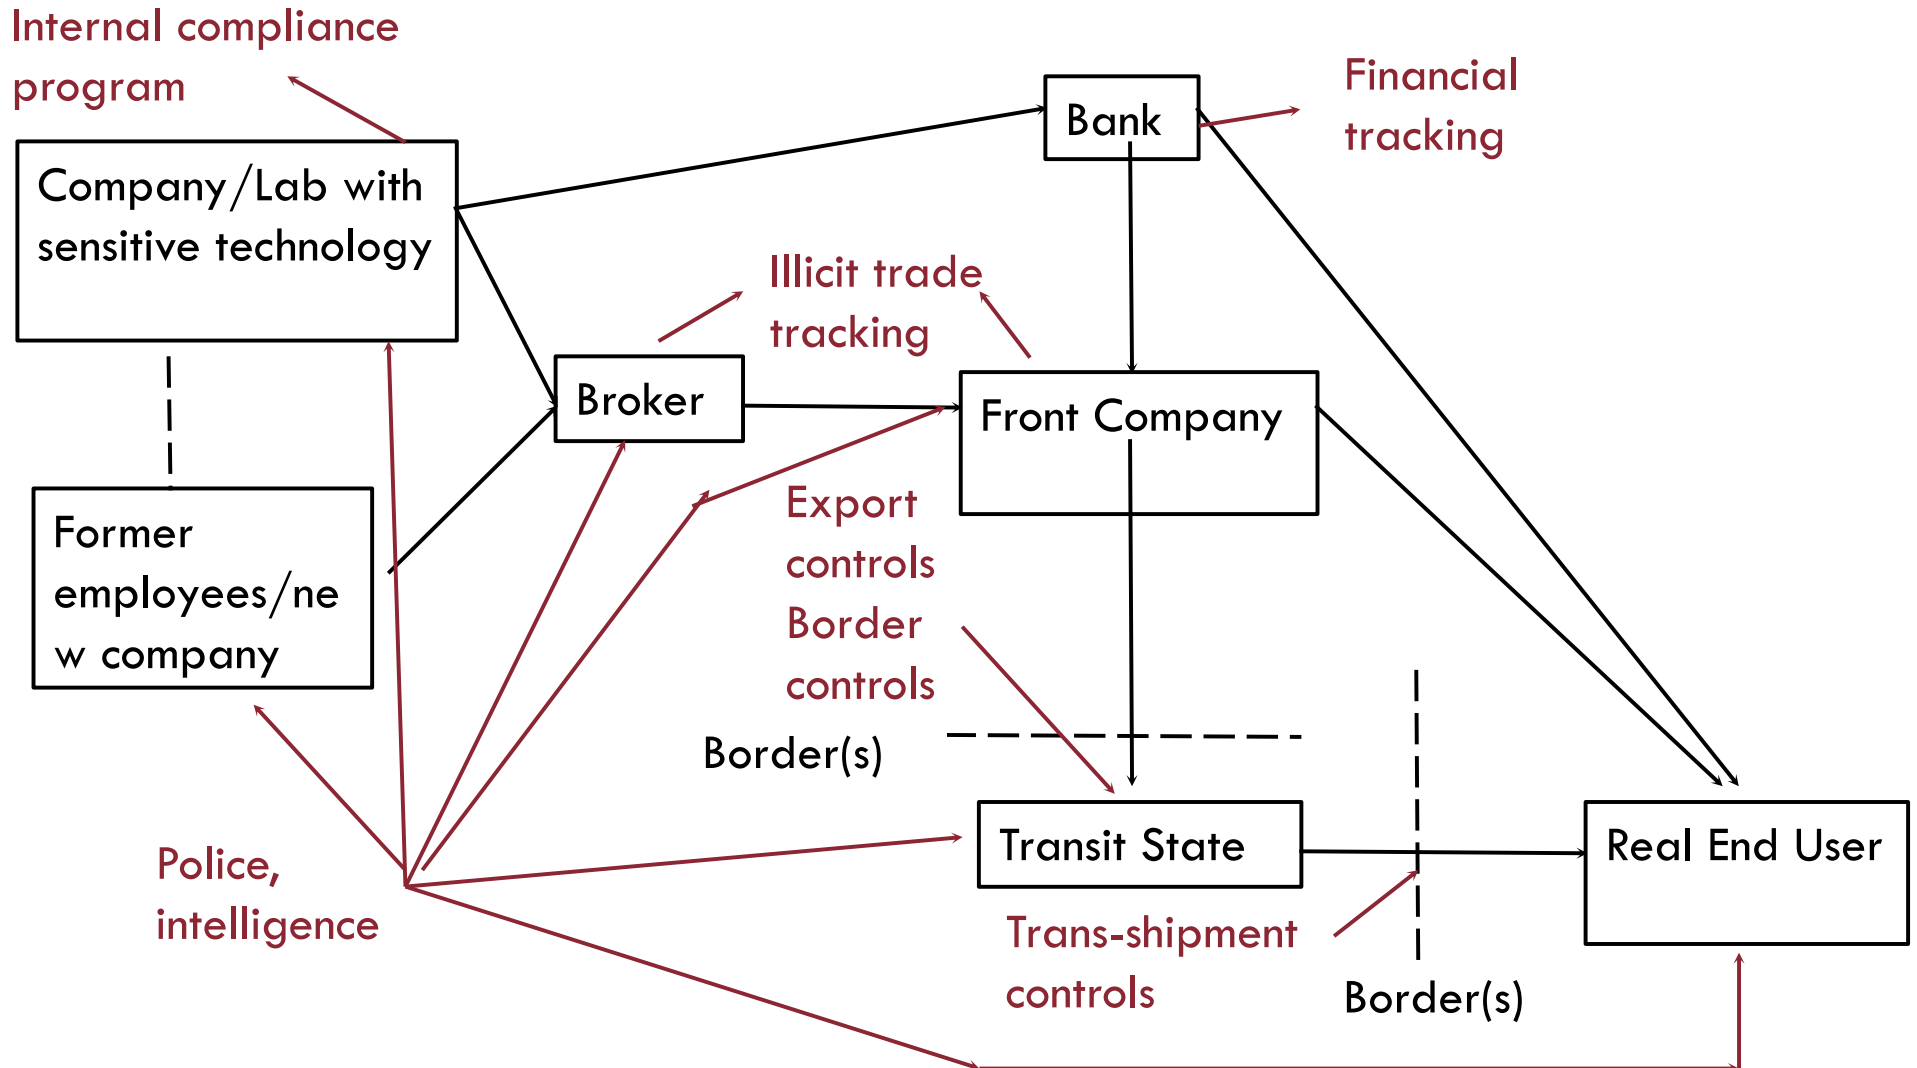 Internal compliance
program
Bank
Financial
tracking
Company/Lab with
sensitive technology
Illicit trade
tracking
Broker
Front Company
Export
controls
Border
controls
Former
employees/ne
w company
Border(s)
Police,
intelligence
Transit State
Real End User
Trans-shipment
controls
Border(s)